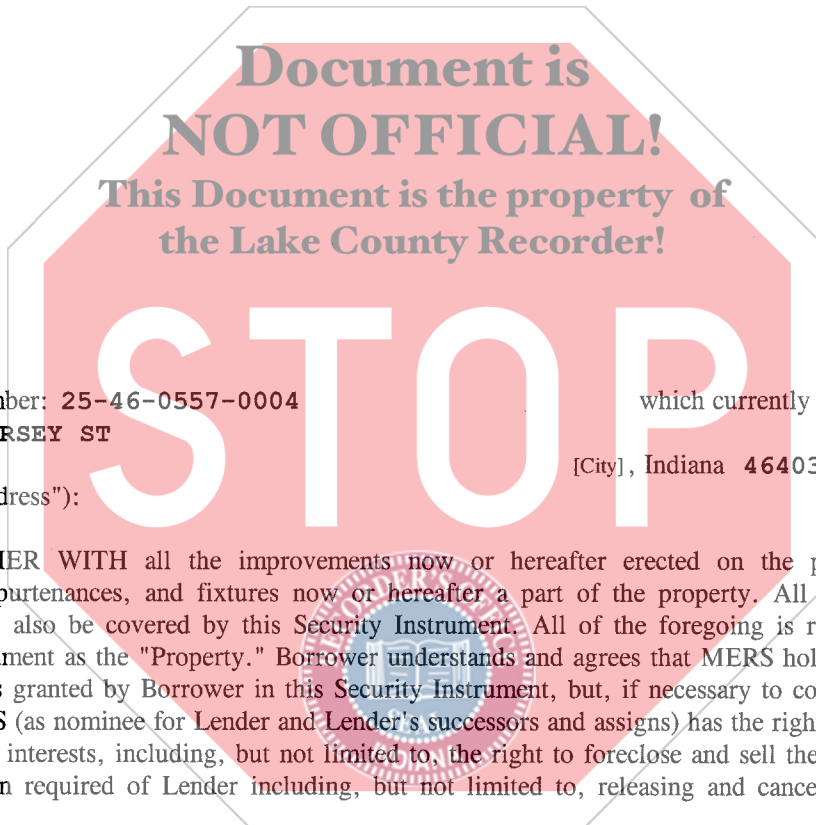 Document is
NOT OFFICIAL!
This Document is the property of
the Lake County Recorder!
STOP
nber: 25-46-0557-0004 which currently
RSEY ST
[City], Indiana 46403
dress"):
IER WITH all the improvements now or hereafter erected on the p
purtenances, and fixtures now or hereafter a part of the property. All
also be covered by this Security Instrument. All of the foregoing is r
ment as the "Property." Borrower understands and agrees that MERS hol
s granted by Borrower in this Security Instrument, but, if necessary to co
S (as nominee for Lender and Lender's successors and assigns) has the righ
interests, including, but not limited to, the right to foreclose and sell the
n required of Lender including, but not limited to, releasing and cance
RECORDER'S OFFICE
SEAL
INDIANA